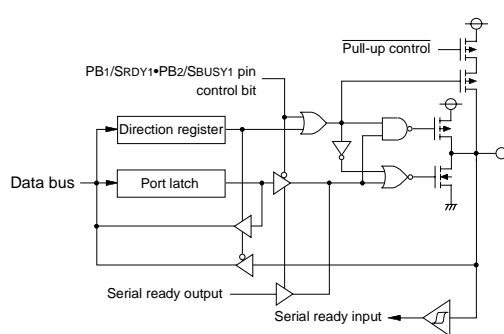 Pull-up control
PB1/SRDY1•PB2/SBUSY1 pin
control bit
Direction register
Data bus
Port latch
Serial ready output
Serial ready input